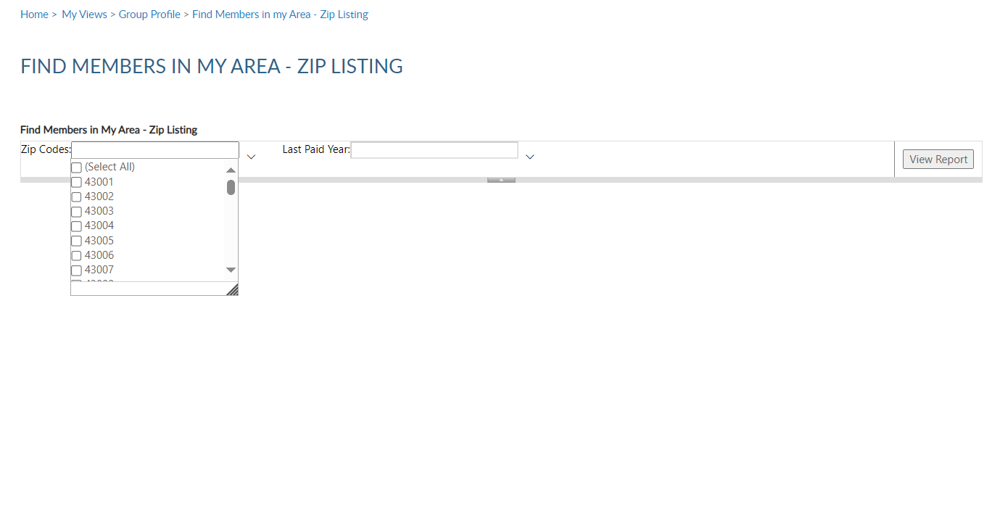 Home > My Views > Group Profile > Find Members in my Area - Zip Listing
FIND MEMBERS IN MY AREA - ZIP LISTING
Find Members in My Area - Zip Listing
Zip Codes: Last Paid Year: View Report
(Select All)
43001
43002
43003
43004
43005
43006
43007